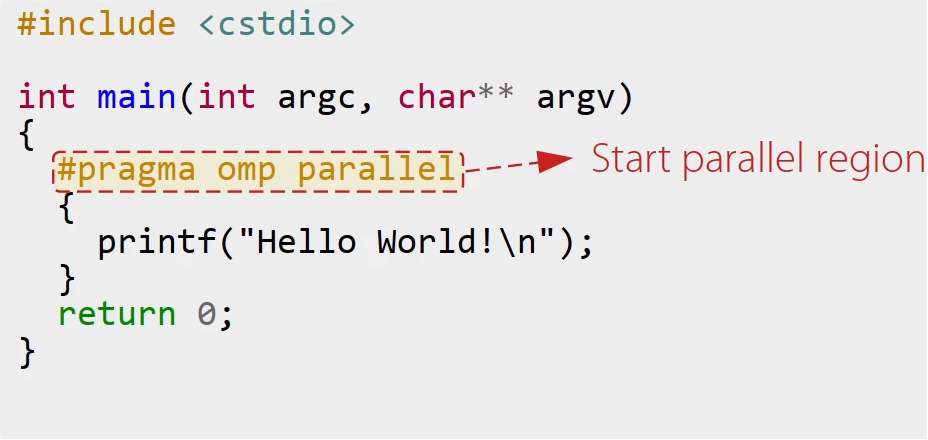 #include <cstdio>
int main(int argc, char** argv)
{
#pragma omp parallel Start parallel region
{
printf("Hello World!\n");
}
return 0;
}